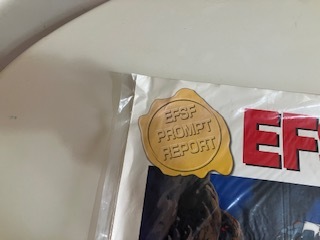 EFSF
PROMPT
REPORT
EF